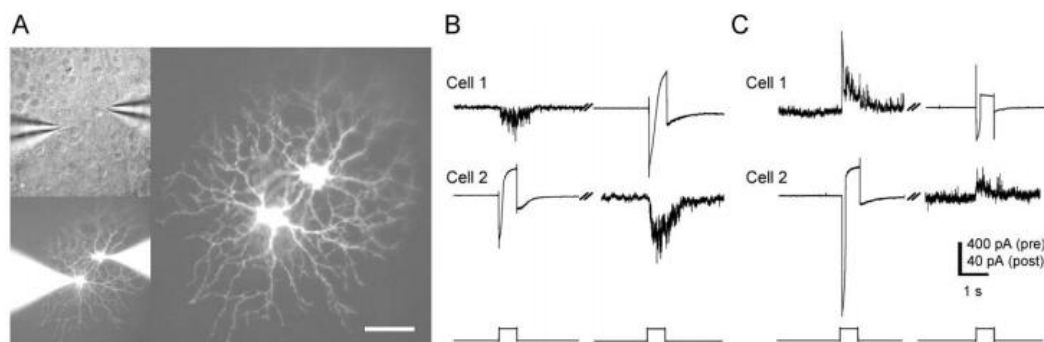 A
B
C
Cell 1
Cell 1
Cell 2
Cell 2
400 pA (pre)
40 pA (post)
1 s